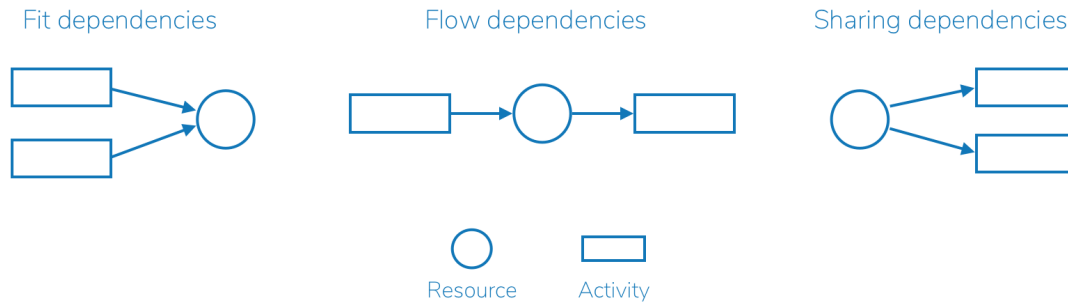 Fit dependencies
Flow dependencies
Sharing dependencies
Resource
Activity